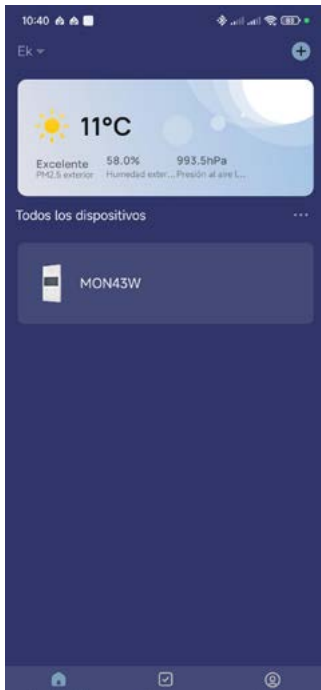 10:40
Ek
11°C
Excelente 58.0% 993.5hPa
PM2.5 exterior Humedad exter... Presión al aire l...
Todos los dispositivos ...
MON43W